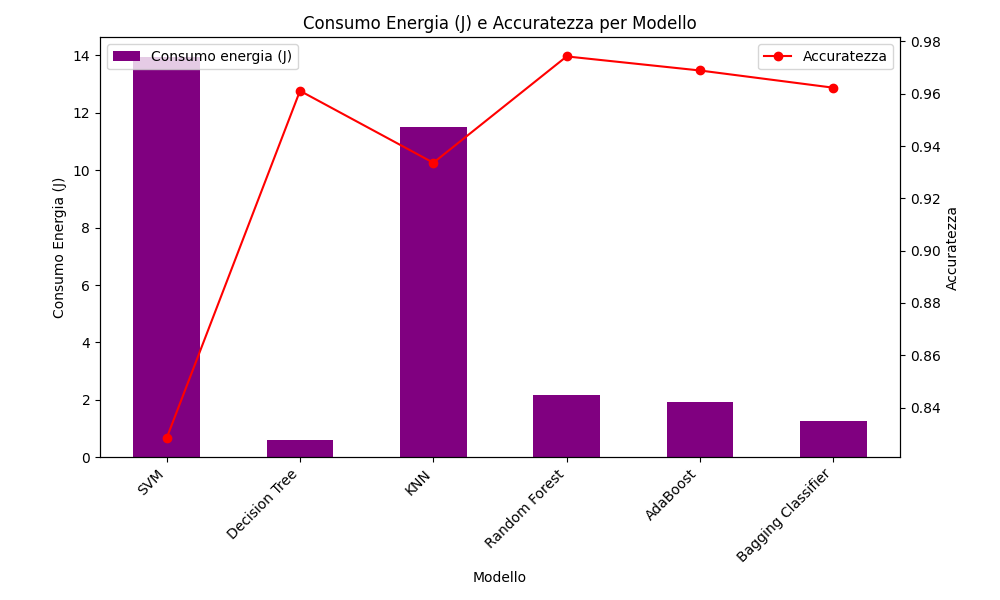 Consumo Energia (J) e Accuratezza per Modello
Consumo energia (J)
Accuratezza
Consumo Energia (J)
14
12
10
8
6
4
2
0
0.98
0.96
0.94
0.92
0.90
0.88
0.86
0.84
Accuratezza
SVM
Decision Tree
KNN
Random Forest
AdaBoost
Bagging Classifier
Modello